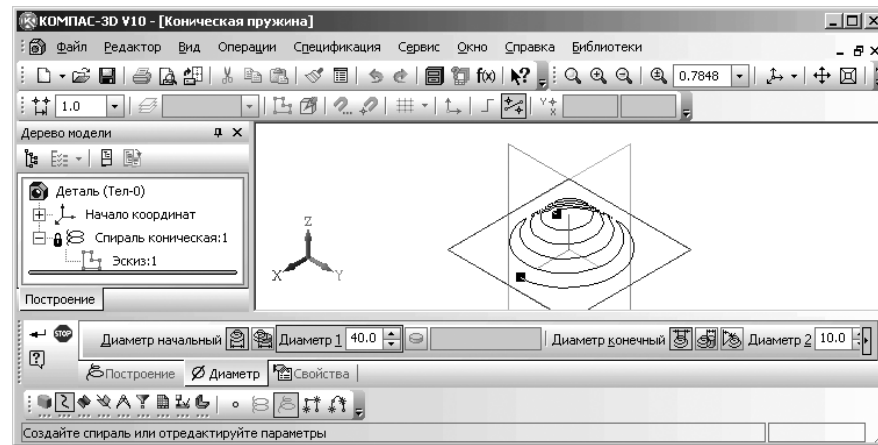 КОМПАС-3D V10 - [Коническая пружина]
Файл Редактор Вид Операции Спецификация Сервис Окно Справка Библиотеки
f(x) 0.7848
1.0
Дерево модели
Деталь (Тел-0)
Начало координат
Спираль коническая:1
Эскиз:1
Построение
Z
X
Y
STOP Диаметр начальный Диаметр 1 40.0 Диаметр конечный Диаметр 2 10.0
Построение Диаметр Свойства
Создайте спираль или отредактируйте параметры